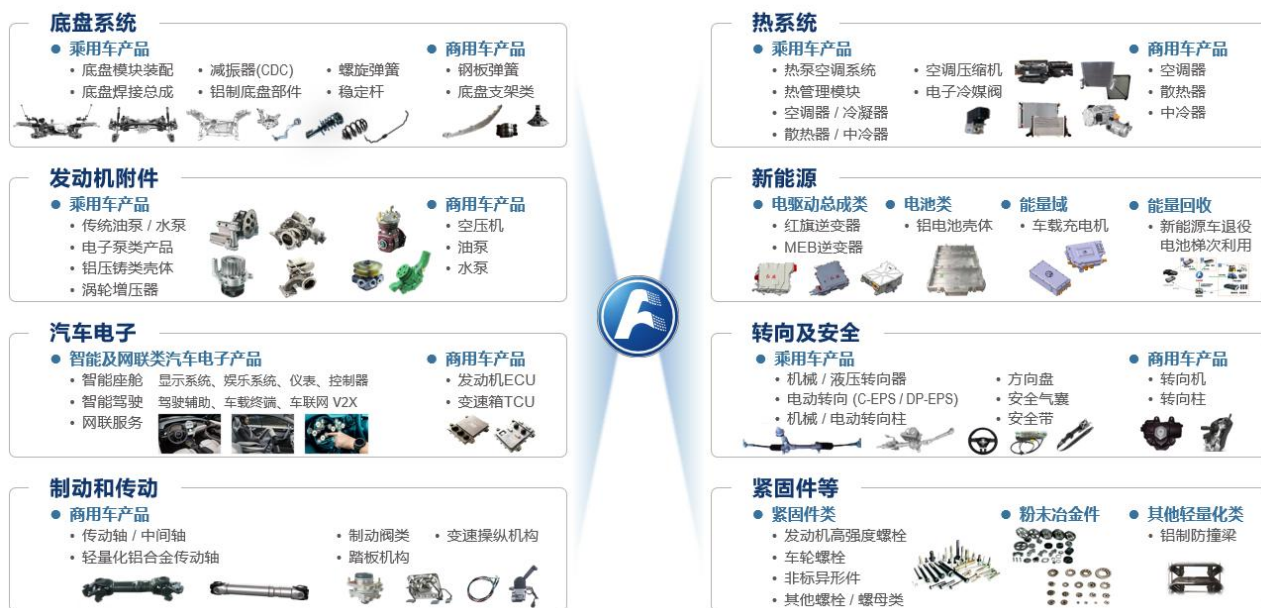 底盘系统
● 乘用车产品
• 底盘模块装配
• 减振器(CDC)
• 螺旋弹簧
• 底盘焊接总成
• 铝制底盘部件
• 稳定杆
● 商用车产品
• 钢板弹簧
• 底盘支架类
发动机附件
● 乘用车产品
• 传统油泵 / 水泵
• 电子泵类产品
• 铝压铸类壳体
• 涡轮增压器
● 商用车产品
• 空压机
• 油泵
• 水泵
汽车电子
● 智能及网联类汽车电子产品
• 智能座舱 显示系统、娱乐系统、仪表、控制器
• 智能驾驶 驾驶辅助、车载终端、车联网 V2X
• 网联服务
● 商用车产品
• 发动机ECU
• 变速箱TCU
制动和传动
● 商用车产品
• 传动轴 / 中间轴
• 制动阀类
• 变速操纵机构
• 轻量化铝合金传动轴
• 踏板机构
热系统
● 乘用车产品
• 热泵空调系统
• 空调压缩机
• 热管理模块
• 电子冷媒阀
• 空调器 / 冷凝器
• 散热器 / 中冷器
● 商用车产品
• 空调器
• 散热器
• 中冷器
新能源
● 电驱动总成类
• 红旗逆变器
• MEB逆变器
● 电池类
• 铝电池壳体
● 能量域
• 车载充电机
● 能量回收
• 新能源车退役
电池梯次利用
转向及安全
● 乘用车产品
• 机械 / 液压转向器
• 方向盘
• 电动转向 (C-EPS / DP-EPS)
• 安全气囊
• 机械 / 电动转向柱
• 安全带
● 商用车产品
• 转向机
• 转向柱
紧固件等
● 紧固件类
• 发动机高强度螺栓
• 车轮螺栓
• 非标异形件
• 其他螺栓 / 螺母类
● 粉末冶金件
● 其他轻量化类
• 铝制防撞梁